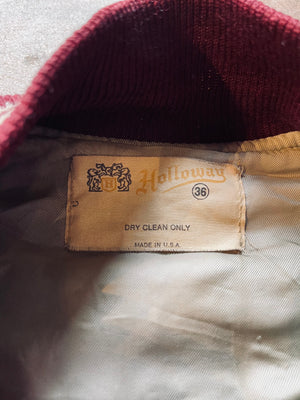 Holloway
36
DRY CLEAN ONLY
MADE IN U.S.A.